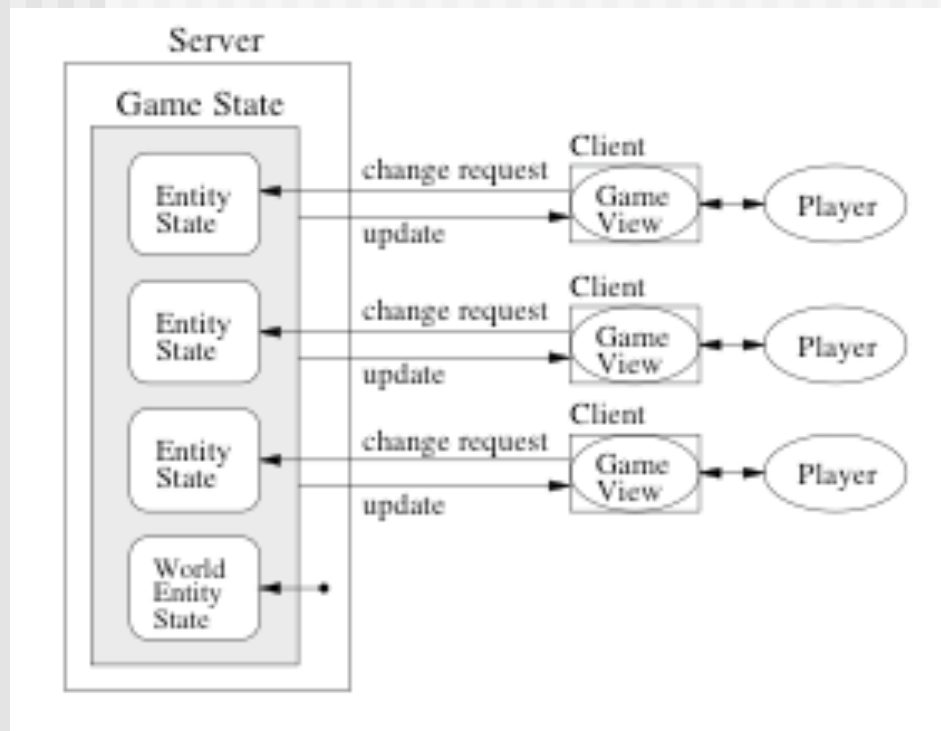 Server
Game State
Entity
State
change request
update
Client
Game
View
Player
Entity
State
change request
update
Client
Game
View
Player
Entity
State
change request
update
Client
Game
View
Player
World
Entity
State